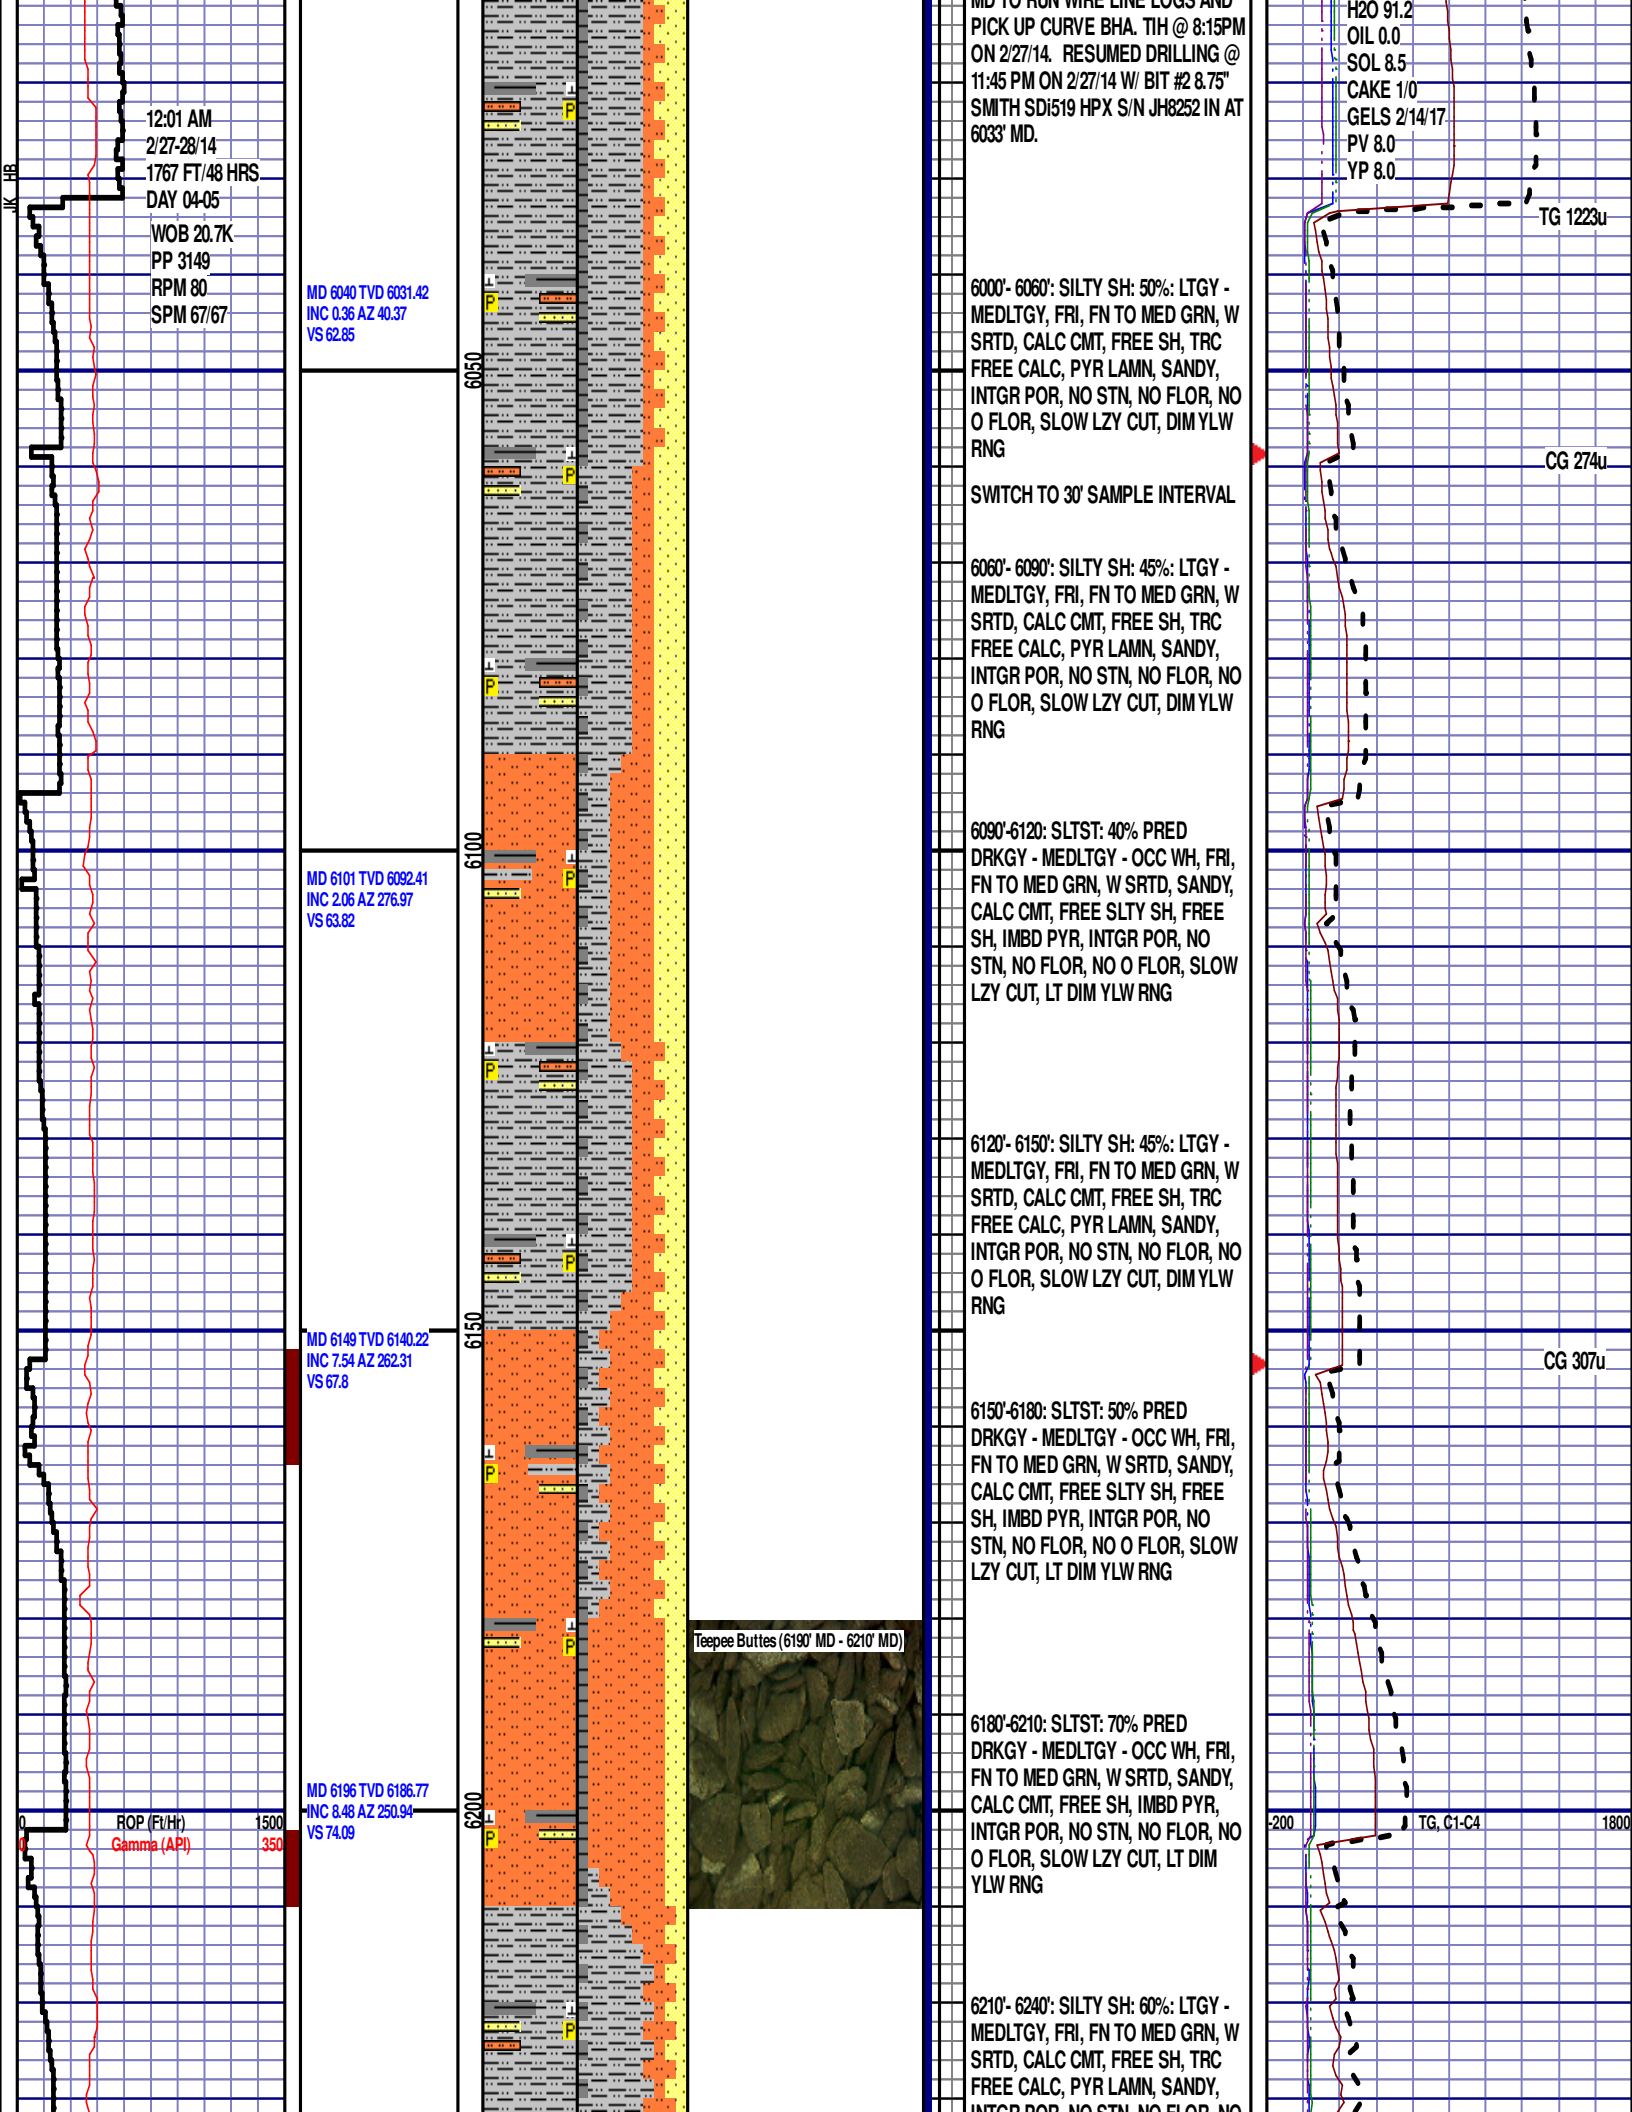 HB
JK
12:01 AM
2/27-28/14
1767 FT/48 HRS
DAY 04-05
WOB 20.7K
PP 3149
RPM 80
SPM 67/67
0 ROP (Ft/Hr) 1500
0 Gamma (API) 350
MD 6040 TVD 6031.42
INC 0.36 AZ 40.37
VS 62.85
MD 6101 TVD 6092.41
INC 2.06 AZ 276.97
VS 63.82
MD 6149 TVD 6140.22
INC 7.54 AZ 262.31
VS 67.8
MD 6196 TVD 6186.77
INC 8.48 AZ 250.94
VS 74.09
6050
6100
6150
6200
P
P
P
P
P
P
P
P
P
P
P
Teepee Buttes (6190' MD - 6210' MD)
MD TO RUN WIRE LINE LOGS AND
PICK UP CURVE BHA. TIH @ 8:15PM
ON 2/27/14. RESUMED DRILLING @
11:45 PM ON 2/27/14 W/ BIT #2 8.75"
SMITH SDi519 HPX S/N JH8252 IN AT
6033' MD.
6000'- 6060': SILTY SH: 50%: LTGY -
MEDLTGY, FRI, FN TO MED GRN, W
SRTD, CALC CMT, FREE SH, TRC
FREE CALC, PYR LAMN, SANDY,
INTGR POR, NO STN, NO FLOR, NO
O FLOR, SLOW LZY CUT, DIM YLW
RNG
SWITCH TO 30' SAMPLE INTERVAL
6060'- 6090': SILTY SH: 45%: LTGY -
MEDLTGY, FRI, FN TO MED GRN, W
SRTD, CALC CMT, FREE SH, TRC
FREE CALC, PYR LAMN, SANDY,
INTGR POR, NO STN, NO FLOR, NO
O FLOR, SLOW LZY CUT, DIM YLW
RNG
6090'-6120: SLTST: 40% PRED
DRKGY - MEDLTGY - OCC WH, FRI,
FN TO MED GRN, W SRTD, SANDY,
CALC CMT, FREE SLTY SH, FREE
SH, IMBD PYR, INTGR POR, NO
STN, NO FLOR, NO O FLOR, SLOW
LZY CUT, LT DIM YLW RNG
6120'- 6150': SILTY SH: 45%: LTGY -
MEDLTGY, FRI, FN TO MED GRN, W
SRTD, CALC CMT, FREE SH, TRC
FREE CALC, PYR LAMN, SANDY,
INTGR POR, NO STN, NO FLOR, NO
O FLOR, SLOW LZY CUT, DIM YLW
RNG
6150'-6180: SLTST: 50% PRED
DRKGY - MEDLTGY - OCC WH, FRI,
FN TO MED GRN, W SRTD, SANDY,
CALC CMT, FREE SLTY SH, FREE
SH, IMBD PYR, INTGR POR, NO
STN, NO FLOR, NO O FLOR, SLOW
LZY CUT, LT DIM YLW RNG
6180'-6210: SLTST: 70% PRED
DRKGY - MEDLTGY - OCC WH, FRI,
FN TO MED GRN, W SRTD, SANDY,
CALC CMT, FREE SH, IMBD PYR,
INTGR POR, NO STN, NO FLOR, NO
O FLOR, SLOW LZY CUT, LT DIM
YLW RNG
6210'- 6240': SILTY SH: 60%: LTGY -
MEDLTGY, FRI, FN TO MED GRN, W
SRTD, CALC CMT, FREE SH, TRC
FREE CALC, PYR LAMN, SANDY,
INTGR POR, NO STN, NO FLOR, NO
H2O 91.2
OIL 0.0
SOL 8.5
CAKE 1/0
GELS 2/14/17
PV 8.0
YP 8.0
TG 1223u
CG 274u
CG 307u
-200 TG, C1-C4 1800